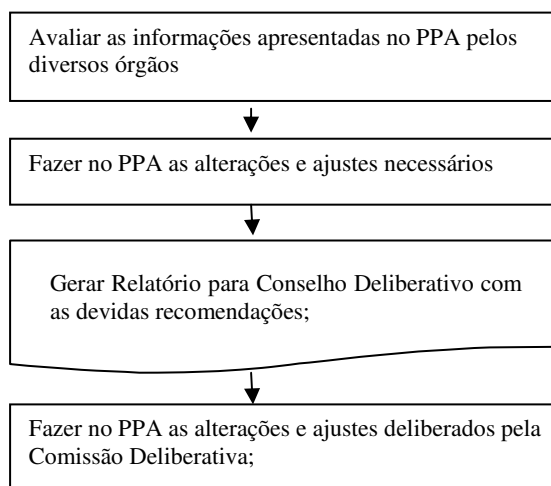 Avaliar as informações apresentadas no PPA pelos
diversos órgãos
Fazer no PPA as alterações e ajustes necessários
Gerar Relatório para Conselho Deliberativo com
as devidas recomendações;
Fazer no PPA as alterações e ajustes deliberados pela
Comissão Deliberativa;